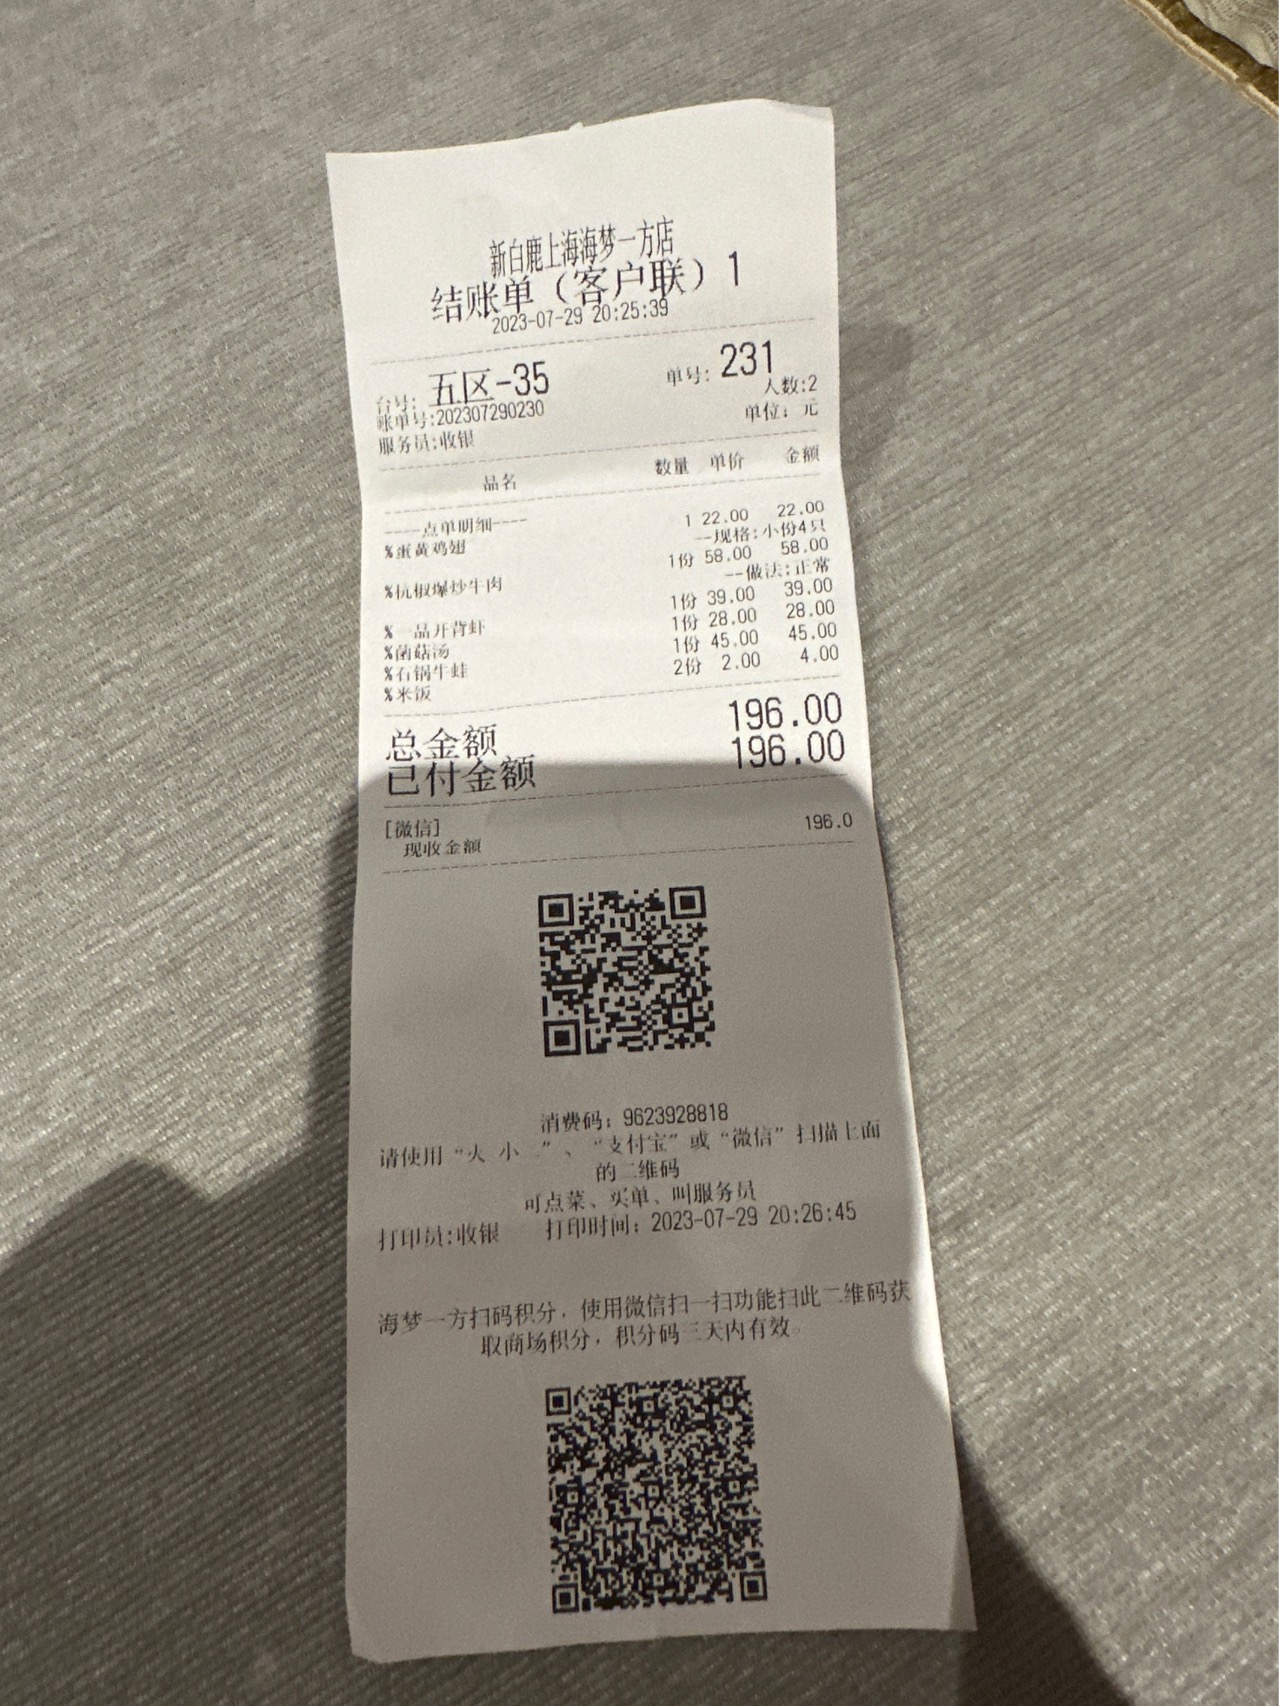 新白鹿上海海梦一方店
结账单（客户联）1
2023-07-29 20:25:39
台号: 五区-35 单号: 231
账单号:202307290230 人数:2
服务员:收银 单位: 元
品名 数量 单价 金额
----点单明细----
%蛋黄鸡翅 1 22.00 22.00
--规格:小份4只
%杭椒爆炒牛肉 1份 58.00 58.00
--做法:正常
%一品开背虾 1份 39.00 39.00
%菌菇汤 1份 28.00 28.00
%石锅牛蛙 1份 45.00 45.00
%米饭 2份 2.00 4.00
总金额 196.00
已付金额 196.00
[微信] 196.0
现收金额
消费码: 9623928818
请使用“火 小 二”、“支付宝”或“微信”扫描上面
的二维码
可点菜、买单、叫服务员
打印员:收银 打印时间: 2023-07-29 20:26:45
海梦一方扫码积分，使用微信扫一扫功能扫此二维码获
取商场积分，积分码三天内有效。